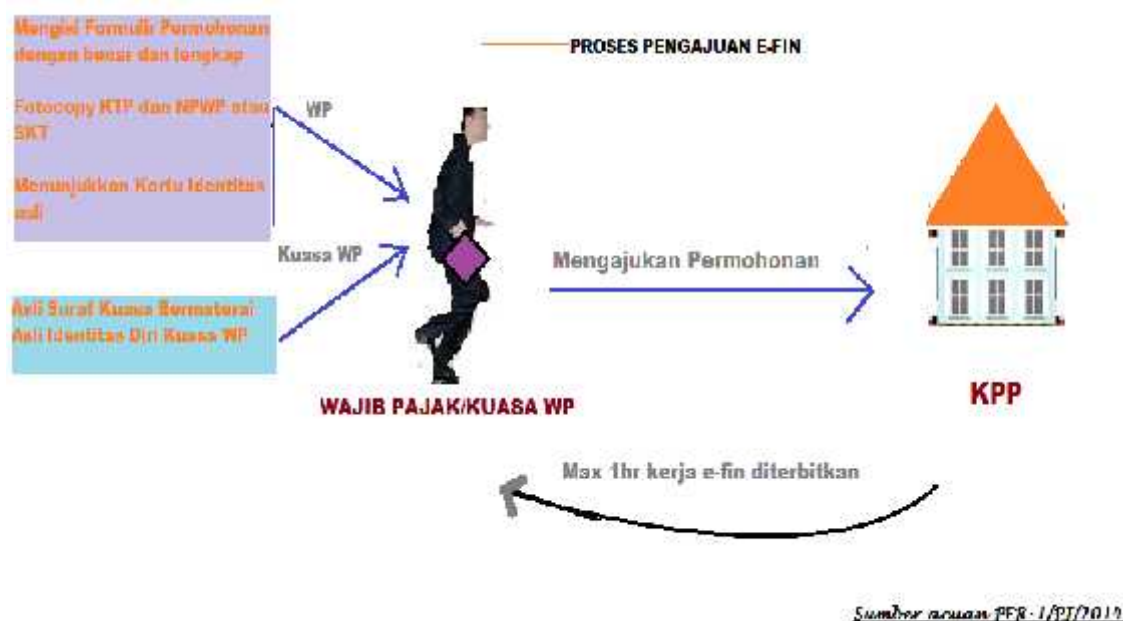 Mengisi Formulir Permohonan
dengan benar dan lengkap
Fotocopy KTP dan NPWP atau
SKT
Menunjukkan Kartu Identitas
asli
Asli Surat Kuasa Bermaterai
Asli Identitas Diri Kuasa WP
PROSES PENGAJUAN E-FIN
WP
Kuasa WP
WAJIB PAJAK/KUASA WP
Mengajukan Permohonan
KPP
Max 1hr kerja e-fin diterbitkan
Sumber acuan PER-1/PJ/2014